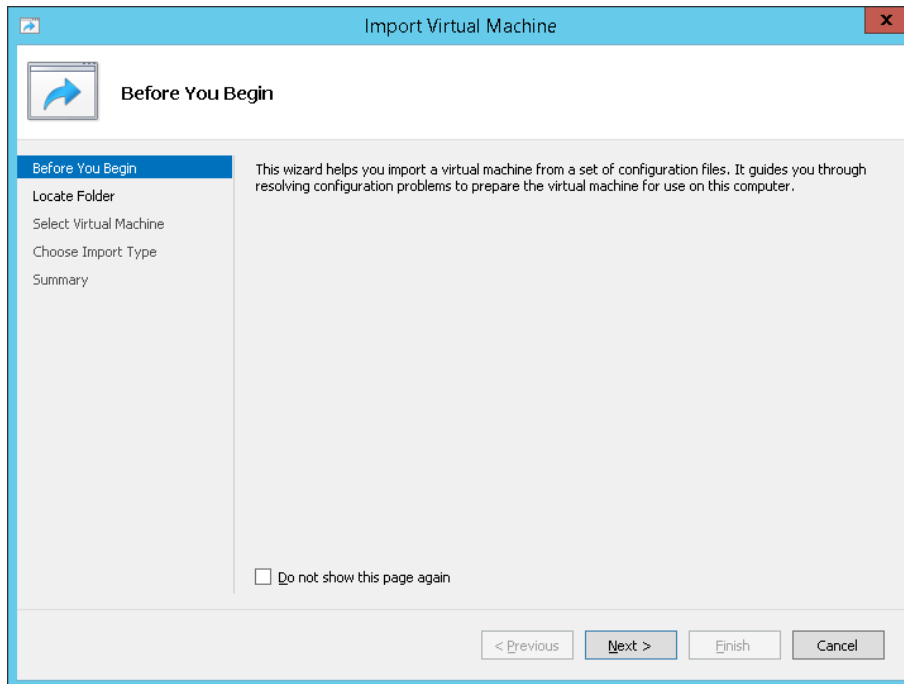 Import Virtual Machine
x
Before You Begin
Before You Begin
Locate Folder
Select Virtual Machine
Choose Import Type
Summary
This wizard helps you import a virtual machine from a set of configuration files. It guides you through
resolving configuration problems to prepare the virtual machine for use on this computer.
Do not show this page again
< Previous
Next >
Finish
Cancel